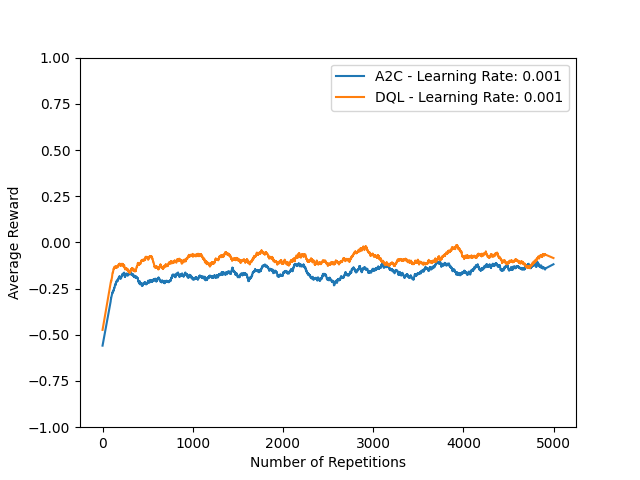 A2C - Learning Rate: 0.001
DQL - Learning Rate: 0.001
1.00
0.75
0.50
0.25
0.00
−0.25
−0.50
−0.75
−1.00
Average Reward
0 1000 2000 3000 4000 5000
Number of Repetitions